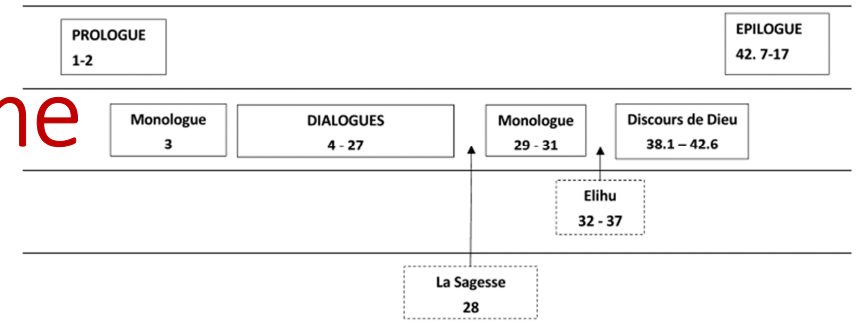 PROLOGUE
1-2
EPILOGUE
42. 7-17
ne
Monologue
3
DIALOGUES
4 - 27
Monologue
29 - 31
Discours de Dieu
38.1 – 42.6
Elihu
32 - 37
La Sagesse
28